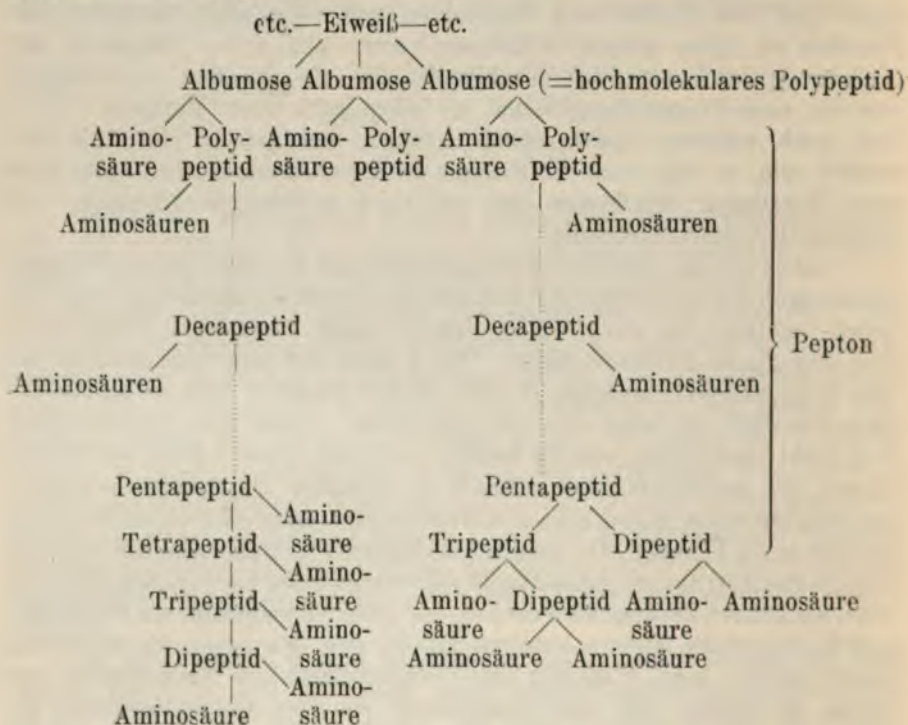 etc.—Eiweiß—etc.
Albumose Albumose Albumose (=hochmolekulares Polypeptid)
Amino- Poly- Amino- Poly- Amino- Poly-
säure peptid säure peptid säure peptid
Aminosäuren Aminosäuren
Decapeptid Decapeptid
Pepton
Aminosäuren Aminosäuren
Pentapeptid Pentapeptid
Amino-
Tetrapeptid säure Tripeptid Dipeptid
Amino-
Tripeptid säure Amino- Dipeptid Amino- Aminosäure
Amino- säure säure
Dipeptid säure Aminosäure Aminosäure
Amino-
Aminosäure säure